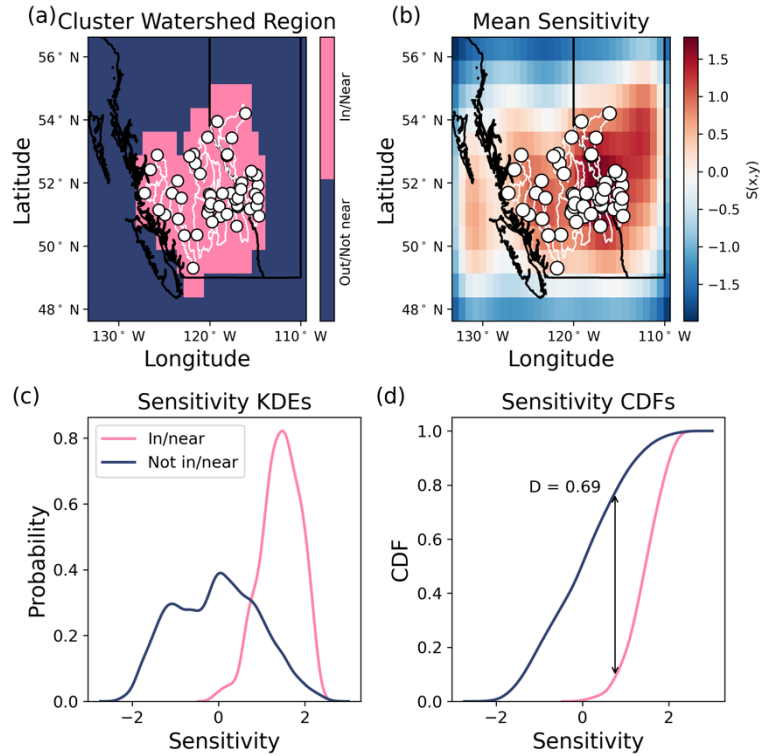 (a)
Cluster Watershed Region
56° N
54° N
52° N
50° N
48° N
Latitude
130° W
120° W
110° W
Longitude
In/Near
Out/Not near
(b)
Mean Sensitivity
56° N
54° N
52° N
50° N
48° N
Latitude
130° W
120° W
110° W
Longitude
1.5
1.0
0.5
0.0
−0.5
−1.0
−1.5
S(x,y)
(c)
Sensitivity KDEs
In/near
Not in/near
0.8
0.6
0.4
0.2
0.0
Probability
−2
0
2
Sensitivity
(d)
Sensitivity CDFs
D = 0.69
1.0
0.8
0.6
0.4
0.2
0.0
CDF
−2
0
2
Sensitivity